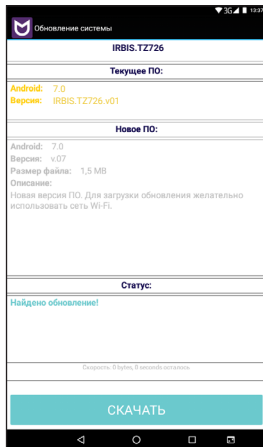 3G 13:37
Обновление системы
IRBIS.TZ726
Текущее ПО:
Android: 7.0
Версия: IRBIS.TZ726.v01
Новое ПО:
Android: 7.0
Версия: v.07
Размер файла: 1,5 MB
Описание:
Новая версия ПО. Для загрузки обновления желательно
использовать сеть Wi-Fi.
Статус:
Найдено обновление!
Скорость: 0 bytes, 0 seconds осталось.
СКАЧАТЬ